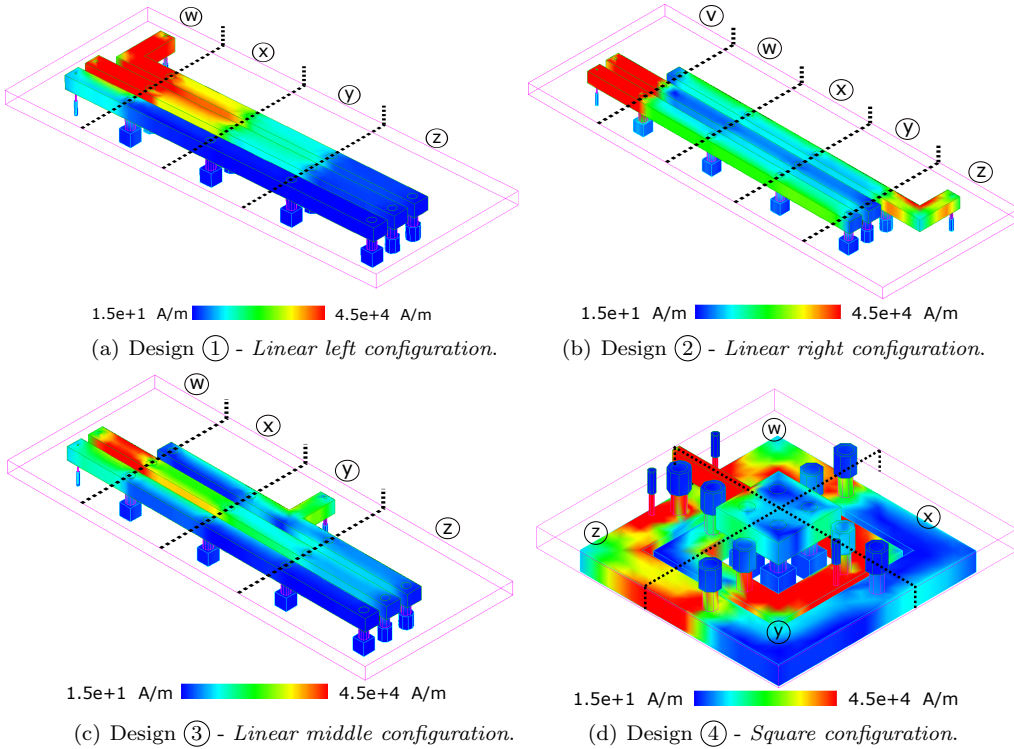 w
x
y
z
1.5e+1 A/m 4.5e+4 A/m
(a) Design ① - Linear left configuration.
v
w
x
y
z
1.5e+1 A/m 4.5e+4 A/m
(b) Design ② - Linear right configuration.
w
x
y
z
1.5e+1 A/m 4.5e+4 A/m
(c) Design ③ - Linear middle configuration.
w
x
z
y
1.5e+1 A/m 4.5e+4 A/m
(d) Design ④ - Square configuration.